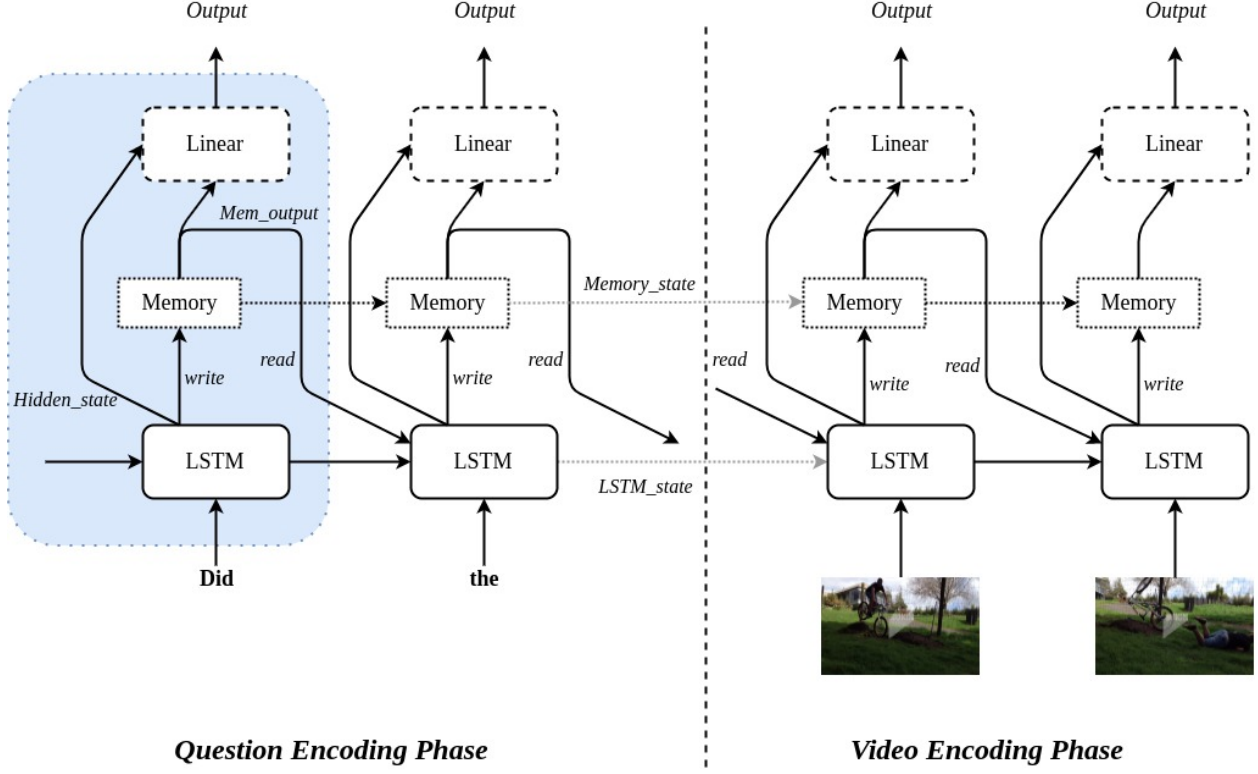 Output Output Output Output
Linear Linear Linear Linear
Mem_output
Memory Memory Memory_state Memory Memory
read read read read
write write write write
Hidden_state
LSTM LSTM LSTM LSTM
LSTM_state
Did the
Question Encoding Phase Video Encoding Phase